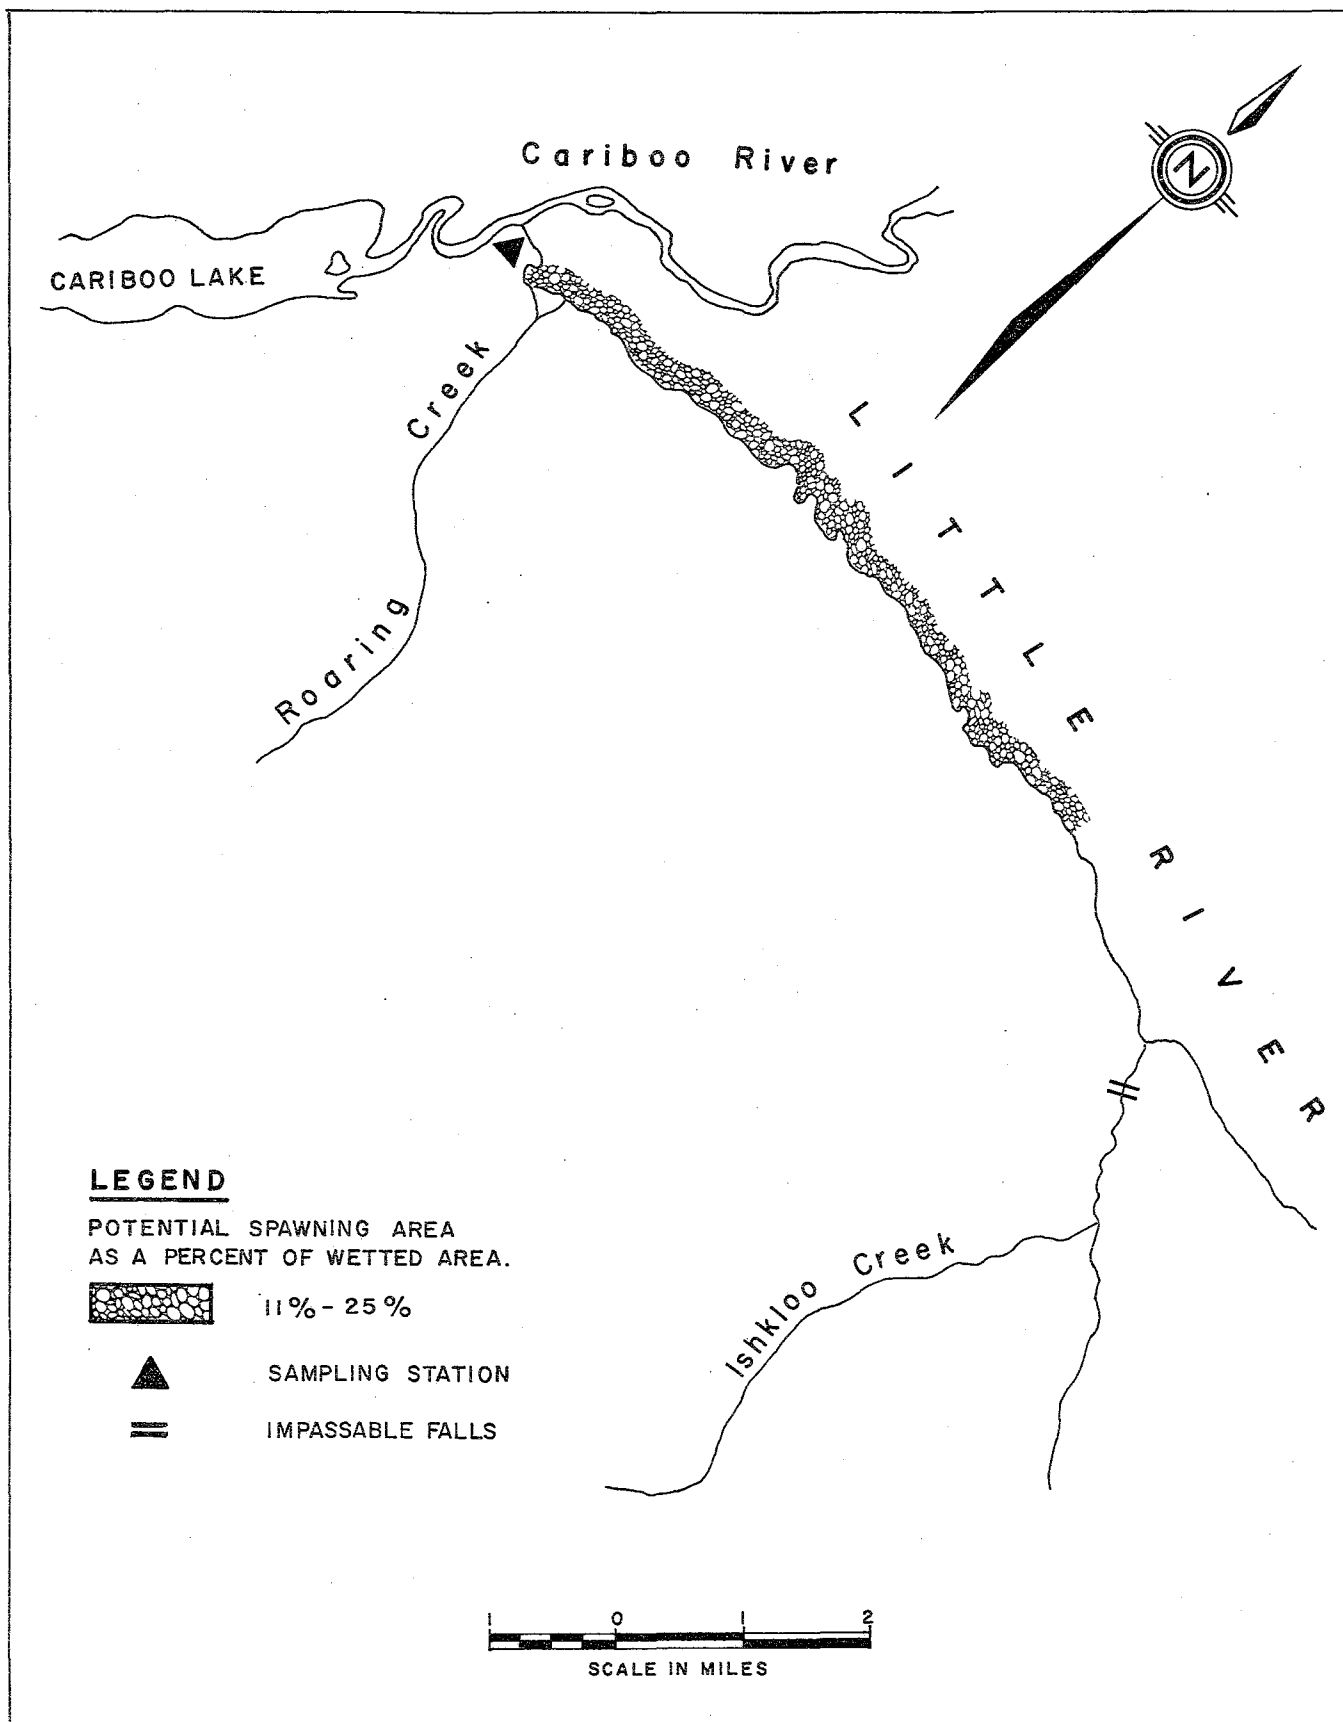 Cariboo River
N
CARIBOO LAKE
Roaring Creek
LITTLE RIVER
LEGEND
POTENTIAL SPAWNING AREA
AS A PERCENT OF WETTED AREA.
11% - 25%
SAMPLING STATION
IMPASSABLE FALLS
Ishkloo Creek
1 0 1 2
SCALE IN MILES